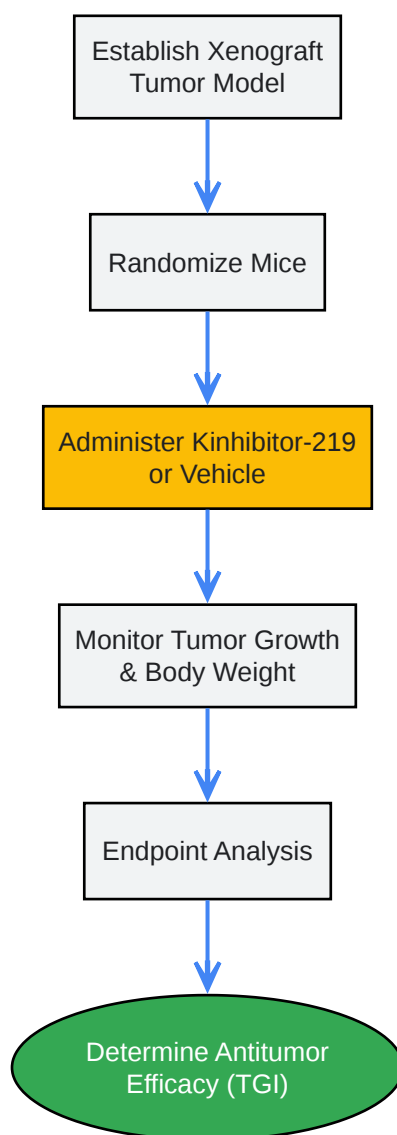 Establish Xenograft
Tumor Model
Randomize Mice
Administer Kinhibitor-219
or Vehicle
Monitor Tumor Growth
& Body Weight
Endpoint Analysis
Determine Antitumor
Efficacy (TGI)